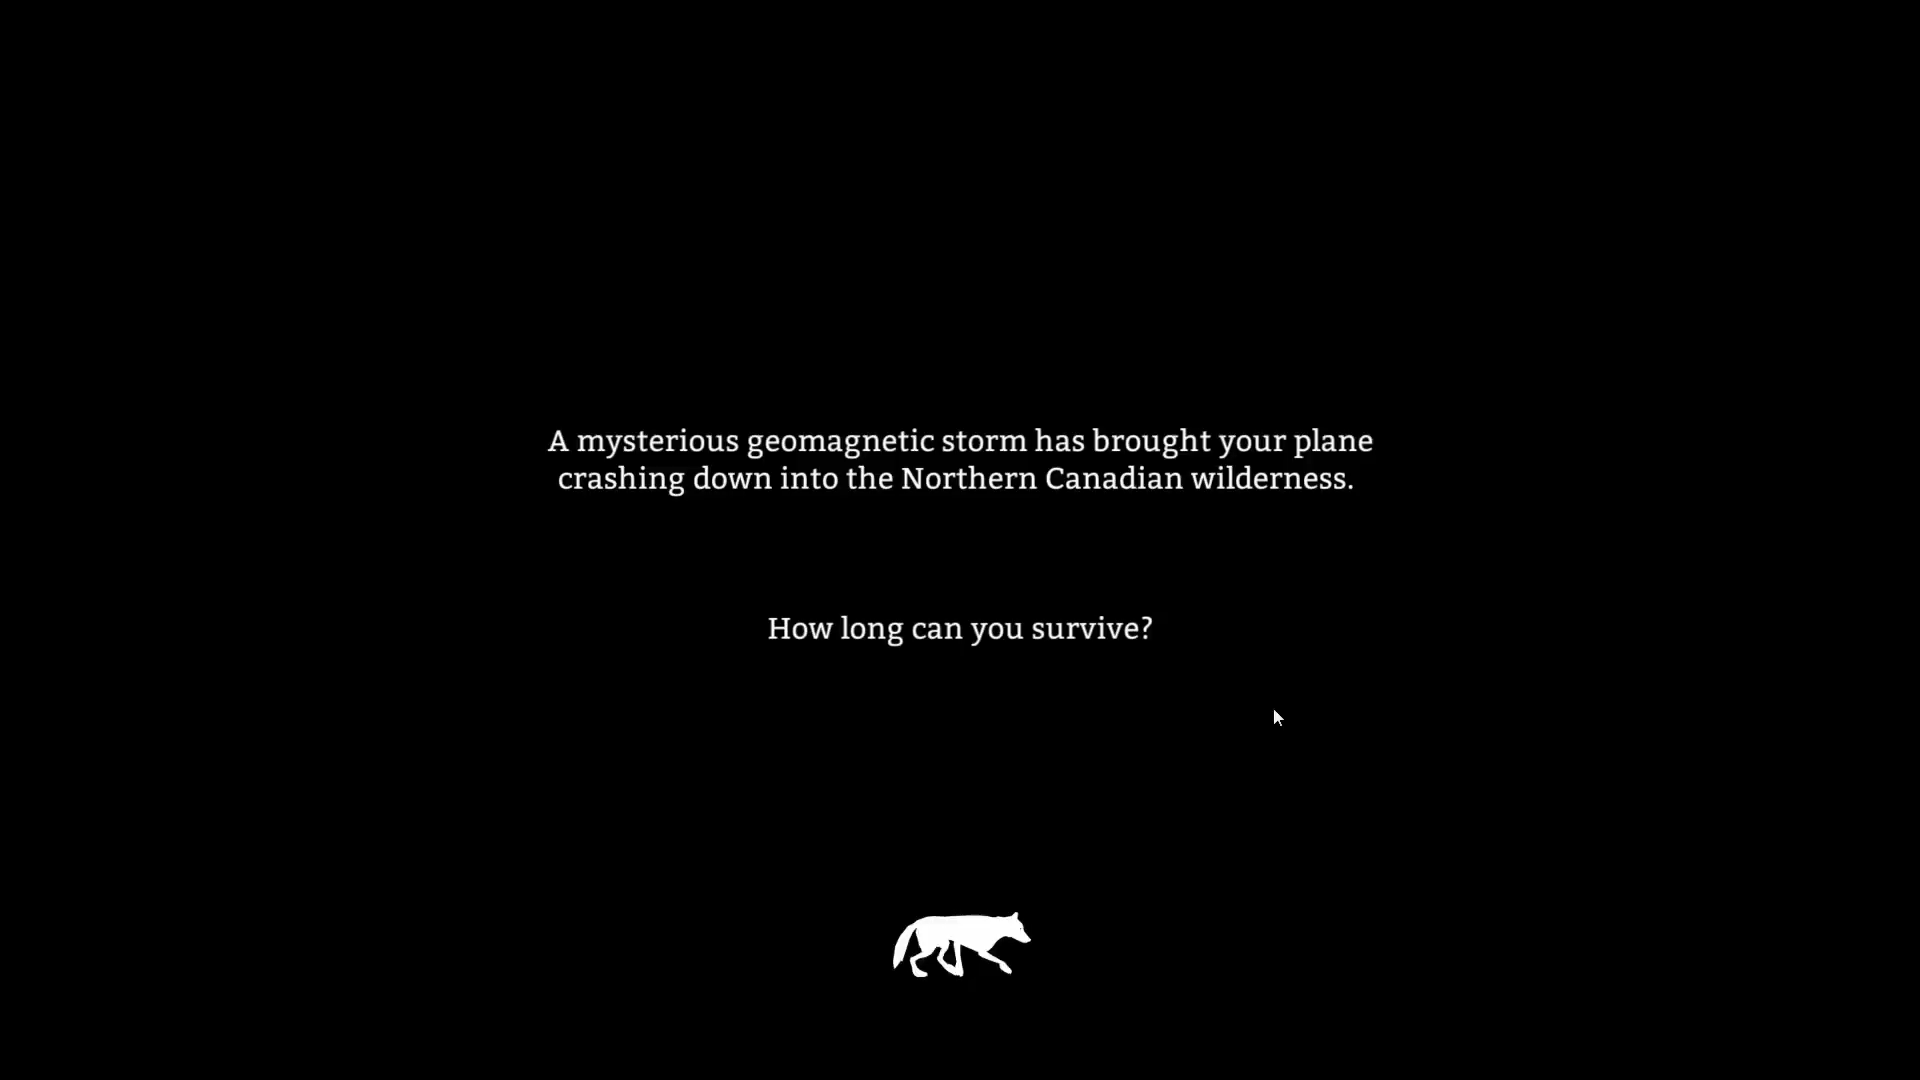 A mysterious geomagnetic storm has brought your plane
crashing down into the Northern Canadian wilderness.
How long can you survive?